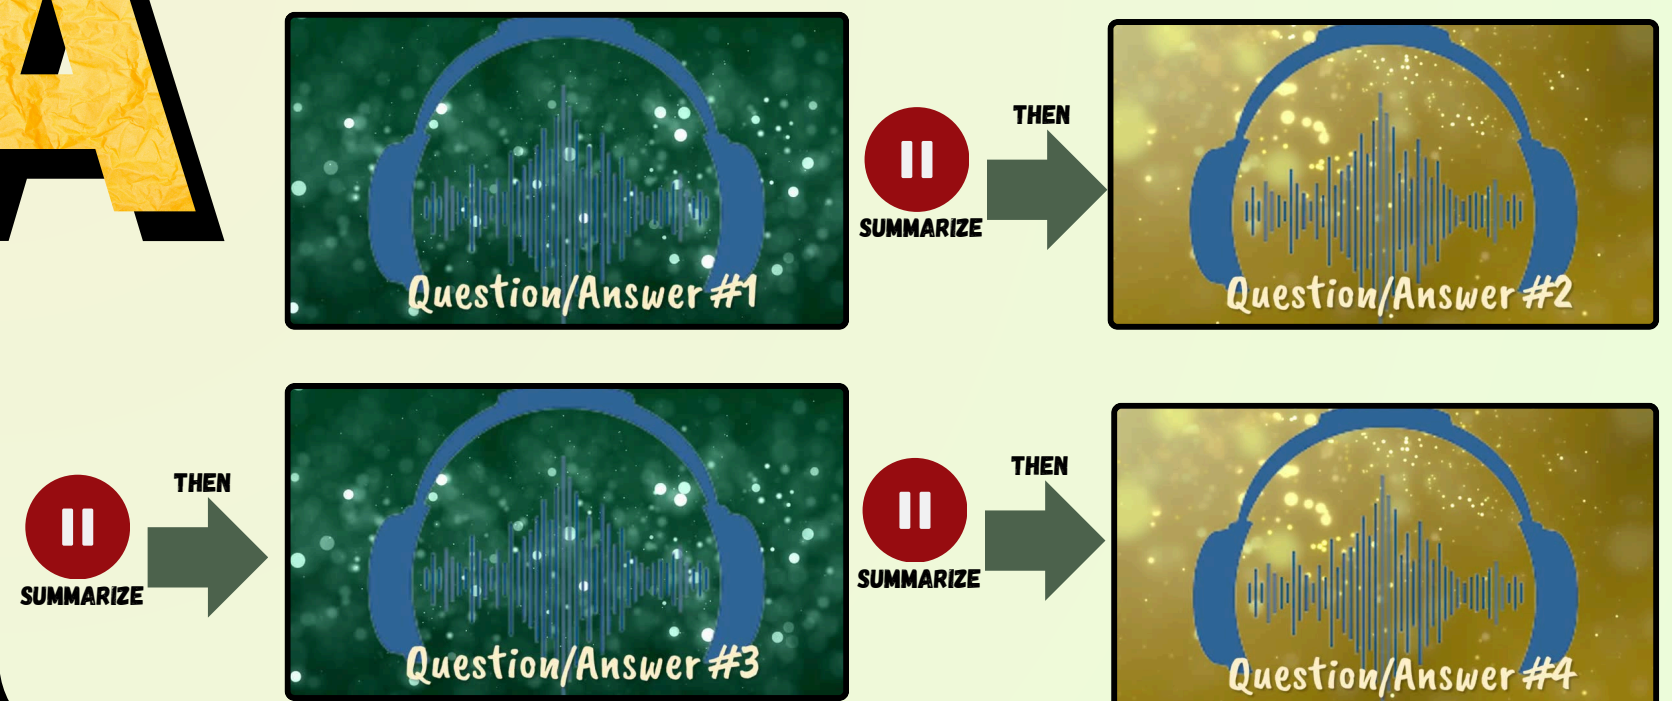 A
Question/Answer #1
SUMMARIZE
THEN
Question/Answer #2
SUMMARIZE
THEN
Question/Answer #3
SUMMARIZE
THEN
Question/Answer #4